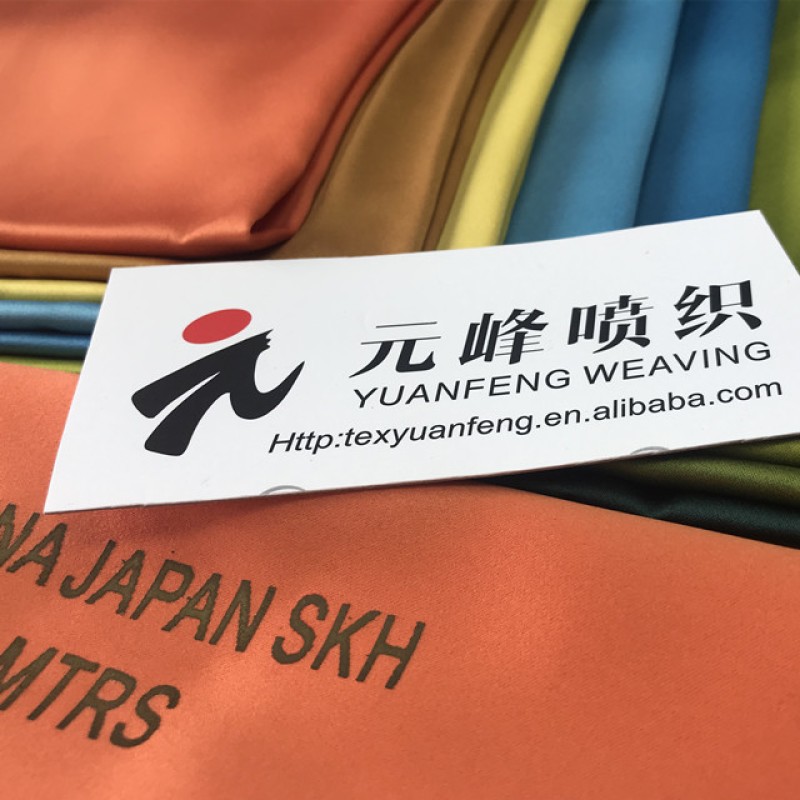 元峰喷织
YUANFENG WEAVING
Http:texyuanfeng.en.alibaba.com
NA JAPAN SKH
MTRS